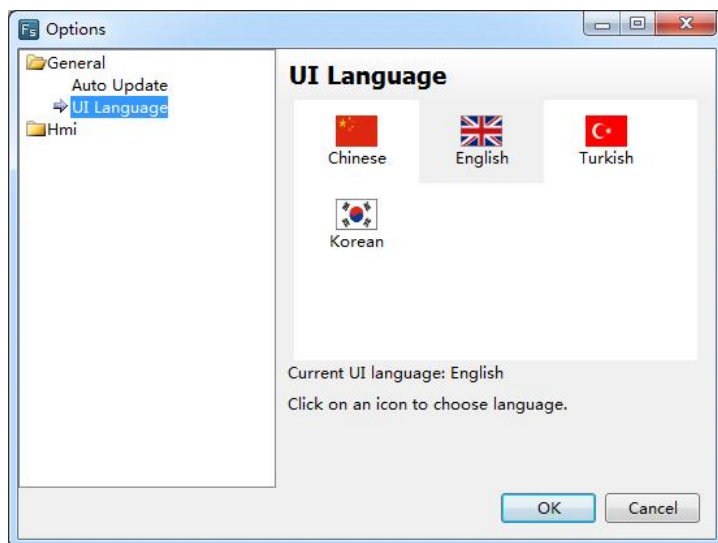 Fs Options
General
Auto Update
UI Language
Hmi
UI Language
Chinese
English
Turkish
Korean
Current UI language: English
Click on an icon to choose language.
OK
Cancel